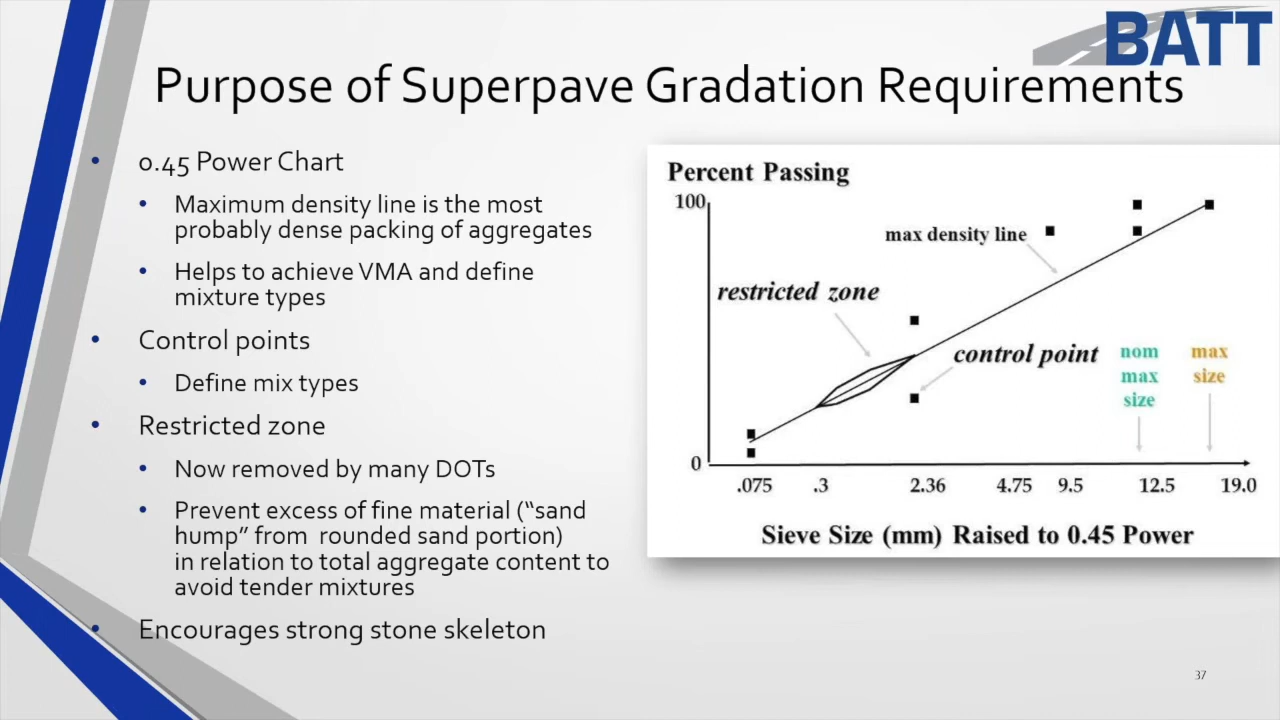 BATT
Purpose of Superpave Gradation Requirements
• 0.45 Power Chart
• Maximum density line is the most
probably dense packing of aggregates
• Helps to achieve VMA and define
mixture types
• Control points
• Define mix types
• Restricted zone
• Now removed by many DOTs
• Prevent excess of fine material (“sand
hump” from rounded sand portion)
in relation to total aggregate content to
avoid tender mixtures
• Encourages strong stone skeleton
Percent Passing
100
max density line
restricted zone
control point
nom
max
size
max
size
0
.075 .3 2.36 4.75 9.5 12.5 19.0
Sieve Size (mm) Raised to 0.45 Power
37